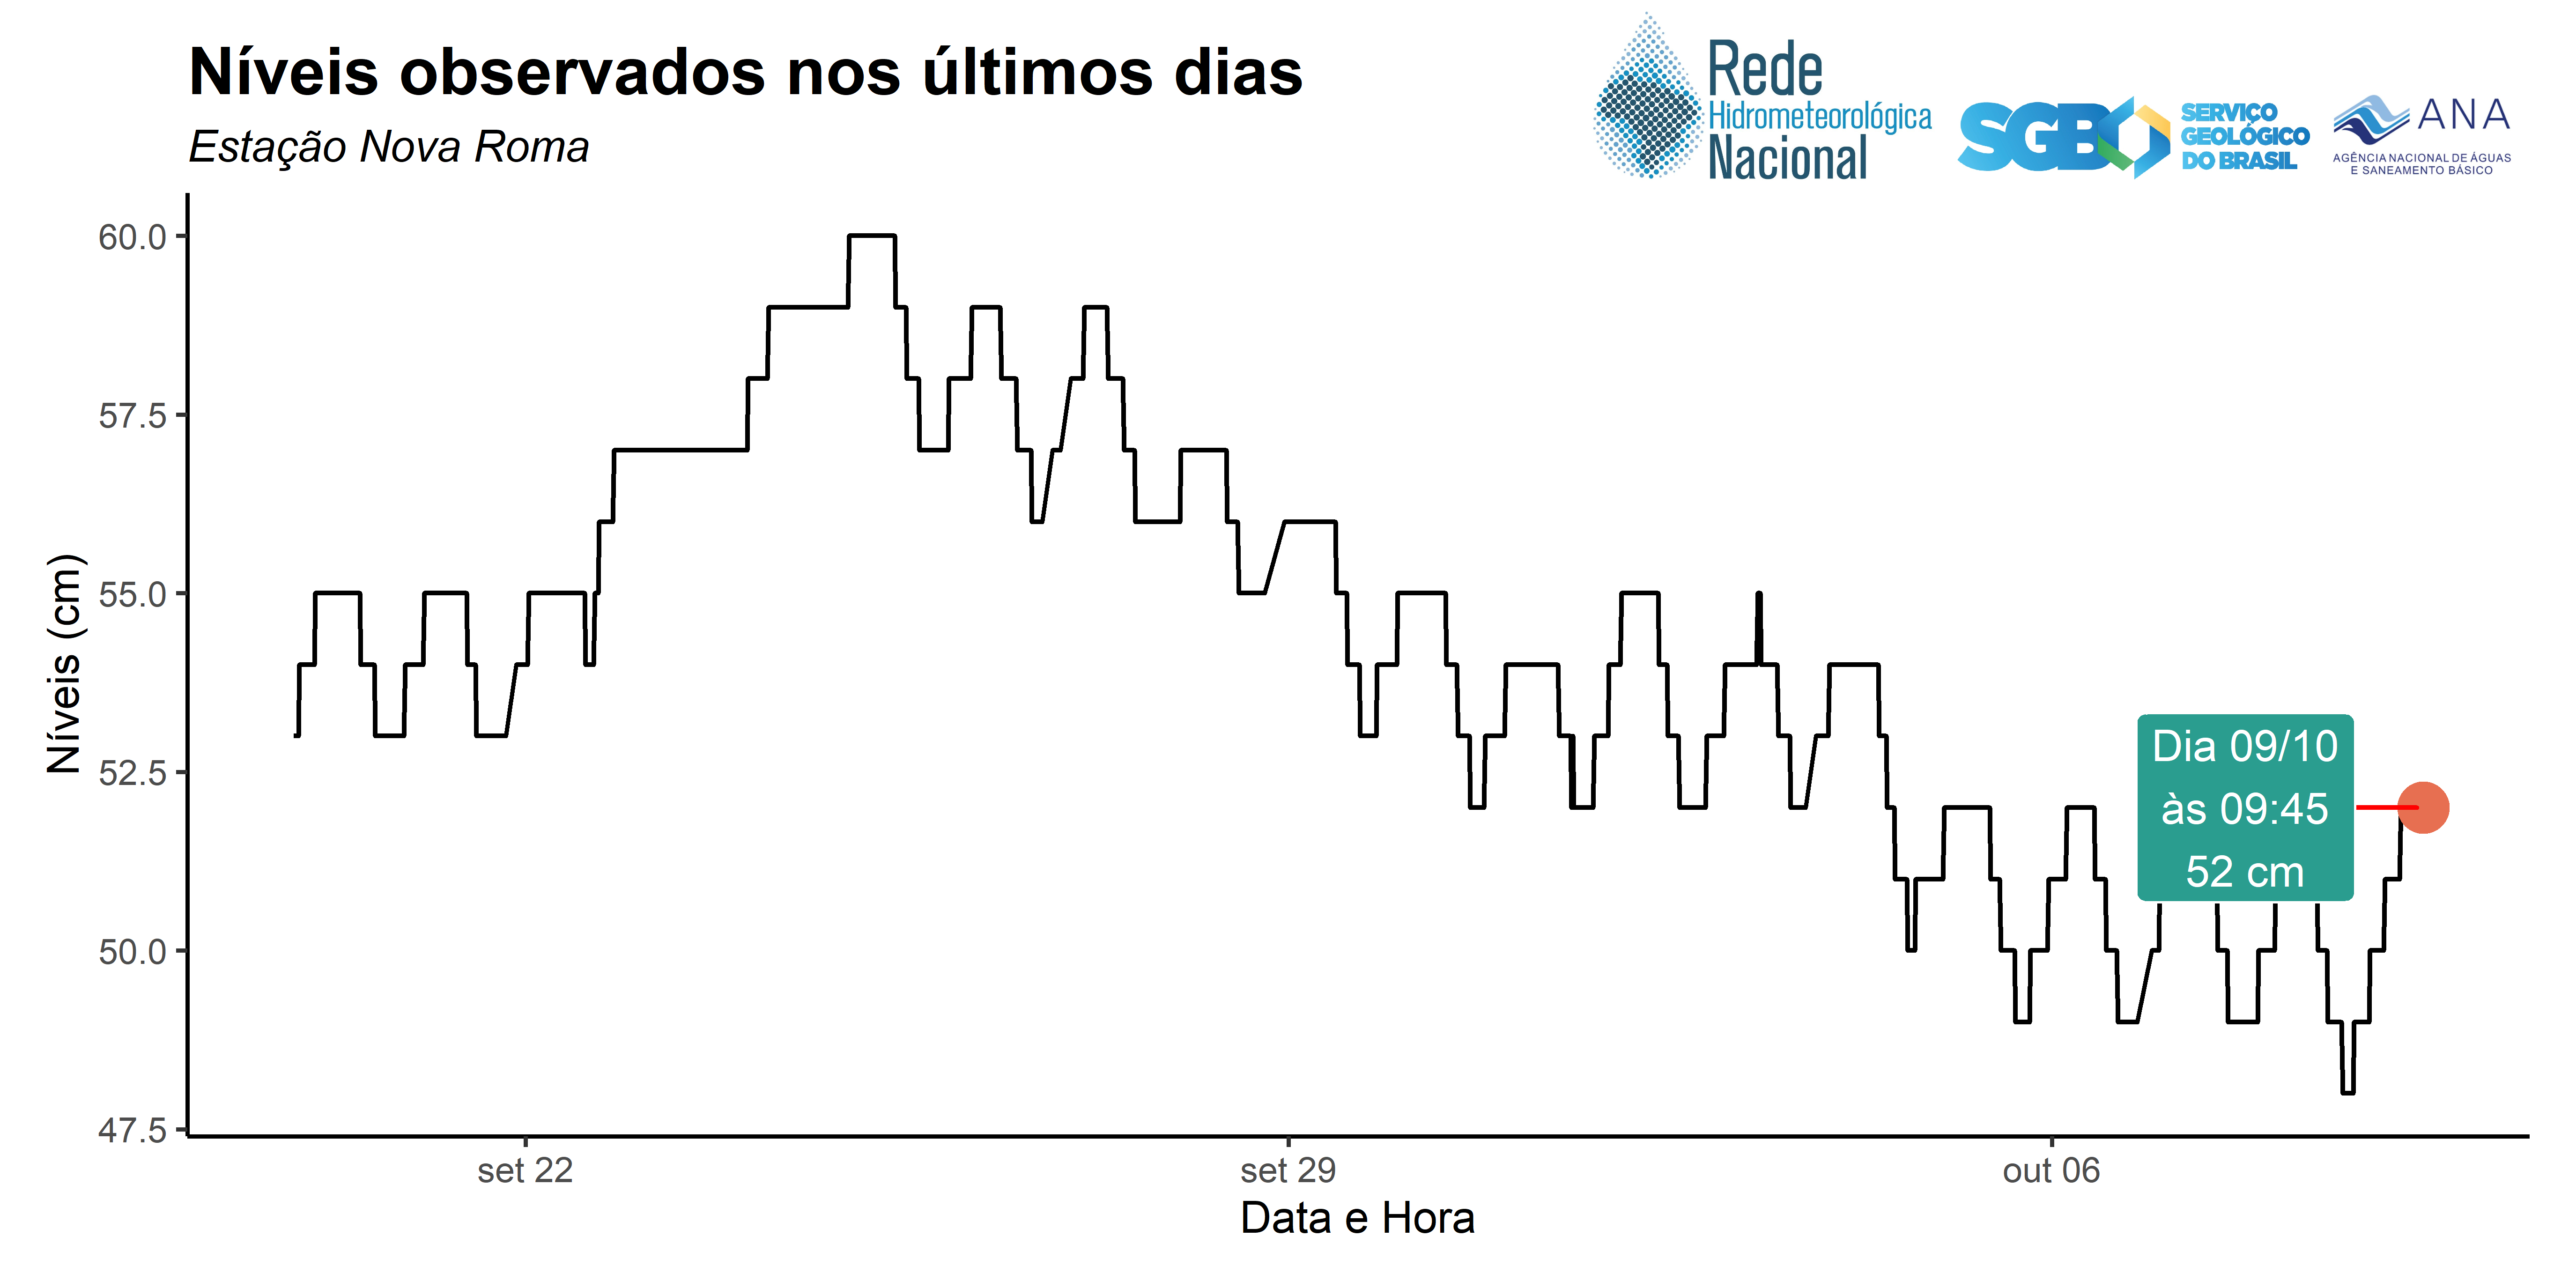 Níveis observados nos últimos dias
Estação Nova Roma
Rede
Hidrometeorológica
Nacional
SGB
SERVIÇO
GEOLÓGICO
DO BRASIL
ANA
AGÊNCIA NACIONAL DE ÁGUAS
E SANEAMENTO BÁSICO
Níveis (cm)
60.0
57.5
55.0
52.5
50.0
47.5
Dia 09/10
às 09:45
52 cm
set 22
set 29
out 06
Data e Hora